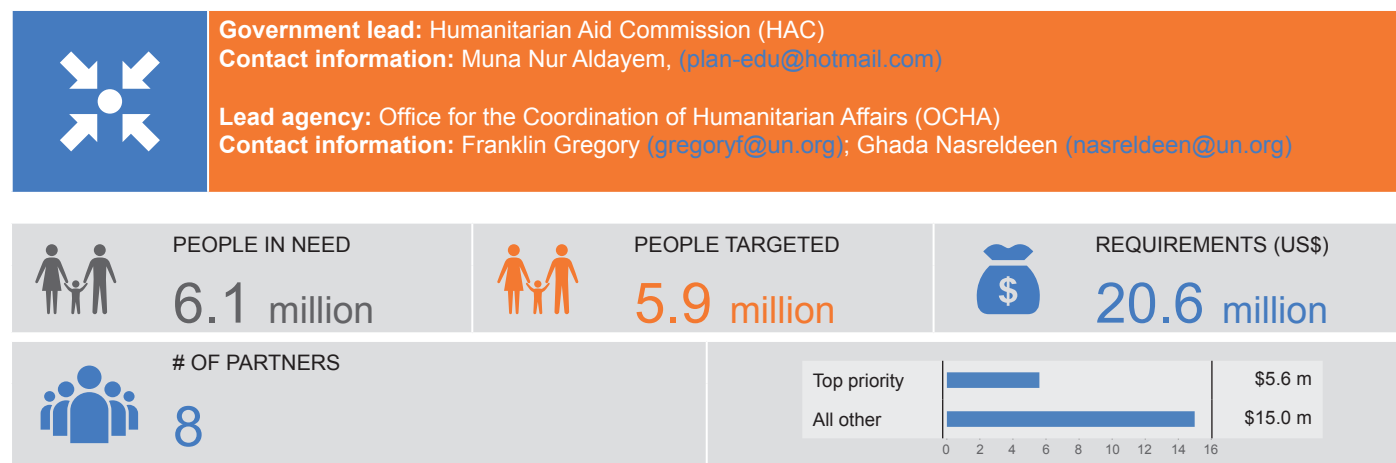 Government lead: Humanitarian Aid Commission (HAC)
Contact information: Muna Nur Aldayem, (plan-edu@hotmail.com)
Lead agency: Office for the Coordination of Humanitarian Affairs (OCHA)
Contact information: Franklin Gregory (gregoryf@un.org); Ghada Nasreldeen (nasreldeen@un.org)
PEOPLE IN NEED
6.1 million
PEOPLE TARGETED
5.9 million
REQUIREMENTS (US$)
$
20.6 million
# OF PARTNERS
8
Top priority $5.6 m
All other $15.0 m
0 2 4 6 8 10 12 14 16